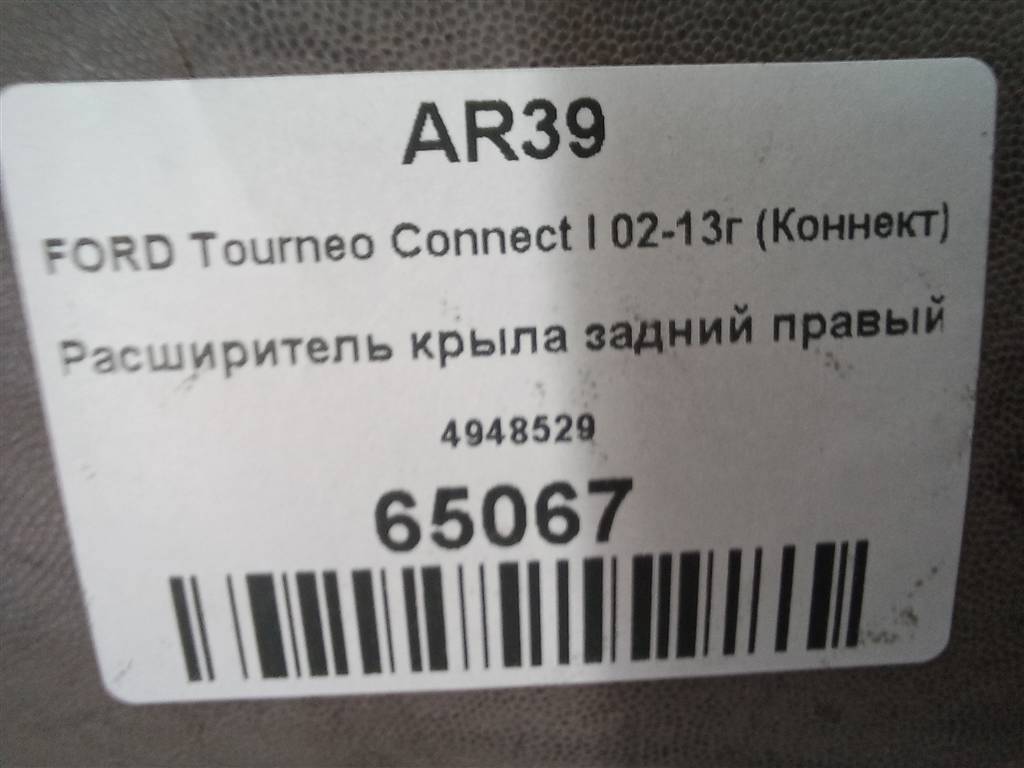 AR39
FORD Tourneo Connect I 02-13г (Коннект)
Расширитель крыла задний правый
4948529
65067